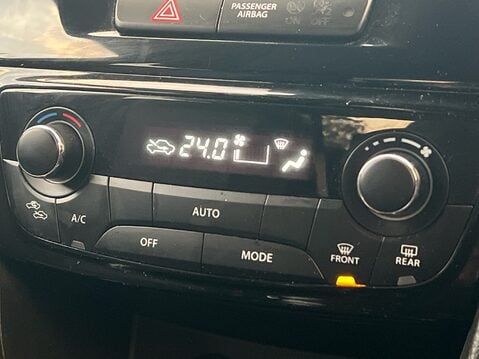 PASSENGER
AIRBAG
ON
OFF
24.0
A/C
AUTO
OFF
MODE
FRONT
REAR